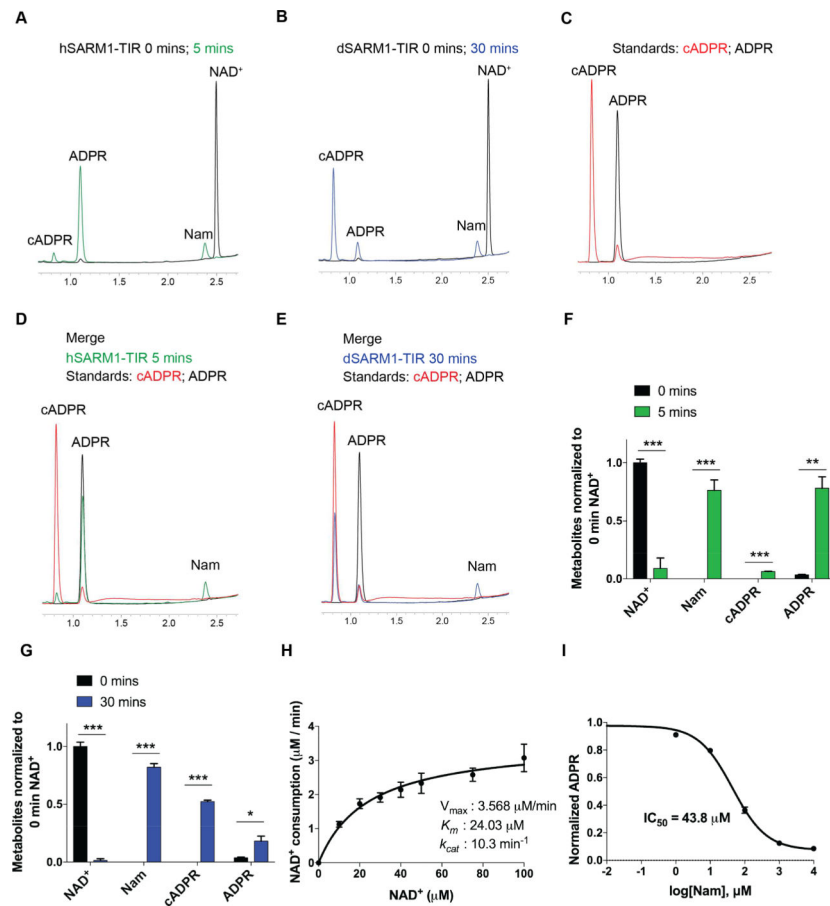 A
hSARM1-TIR 0 mins; 5 mins
NAD+
ADPR
cADPR
Nam
1.0 1.5 2.0 2.5
B
dSARM1-TIR 0 mins; 30 mins
NAD+
cADPR
ADPR
Nam
1.0 1.5 2.0 2.5
C
Standards: cADPR; ADPR
cADPR
ADPR
1.0 1.5 2.0 2.5
D
Merge
hSARM1-TIR 5 mins
Standards: cADPR; ADPR
cADPR
ADPR
Nam
1.0 1.5 2.0 2.5
E
Merge
dSARM1-TIR 30 mins
Standards: cADPR; ADPR
cADPR
ADPR
Nam
1.0 1.5 2.0 2.5
F
0 mins
5 mins
Metabolites normalized to
0 min NAD+
1.0
0.5
0.0
*** *** *** **
NAD+ Nam cADPR ADPR
G
0 mins
30 mins
Metabolites normalized to
0 min NAD+
1.0
0.5
0.0
*** *** *** *
NAD+ Nam cADPR ADPR
H
NAD+ consumption (µM / min)
4
3
2
1
0
Vmax : 3.568 µM/min
Km : 24.03 µM
kcat : 10.3 min-1
0 20 40 60 80 100
NAD+ (µM)
I
Normalized ADPR
1.0
0.8
0.6
0.4
0.2
0.0
IC50 = 43.8 µM
-2 -1 0 1 2 3 4
log[Nam], µM